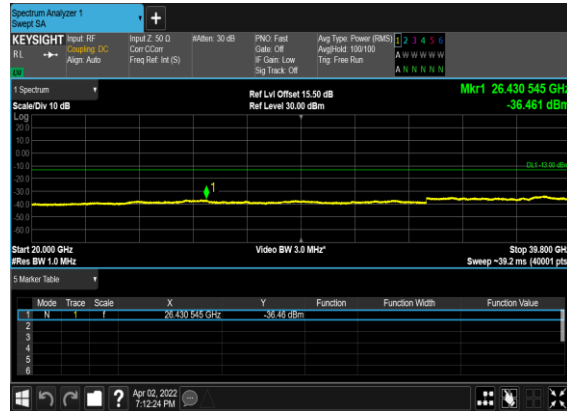 Spectrum Analyzer 1
Swept SA
+
KEYSIGHT Input: RF Input Z: 50 Ω #Atten: 30 dB PNO: Fast Avg Type: Power (RMS) 1 2 3 4 5 6
RL Coupling: DC Corr CCorr Gate: Off Avg|Hold: 100/100 A W W W W W
Align: Auto Freq Ref: Int (S) IF Gain: Low Trig: Free Run
LXI Sig Track: Off A N N N N N
1 Spectrum Ref Lvl Offset 15.50 dB Mkr1 26.430 545 GHz
Scale/Div 10 dB Ref Level 30.00 dBm -36.461 dBm
Log
20.0
10.0
0.00
-10.0 DL1 -13.00 dBm
-20.0
-30.0 1
-40.0
-50.0
-60.0
Start 20.000 GHz Video BW 3.0 MHz* Stop 39.800 GHz
#Res BW 1.0 MHz Sweep ~39.2 ms (40001 pts)
5 Marker Table
Mode Trace Scale X Y Function Function Width Function Value
1 N 1 f 26.430 545 GHz -36.46 dBm
2
3
4
5
6
? Apr 02, 2022
7:12:24 PM